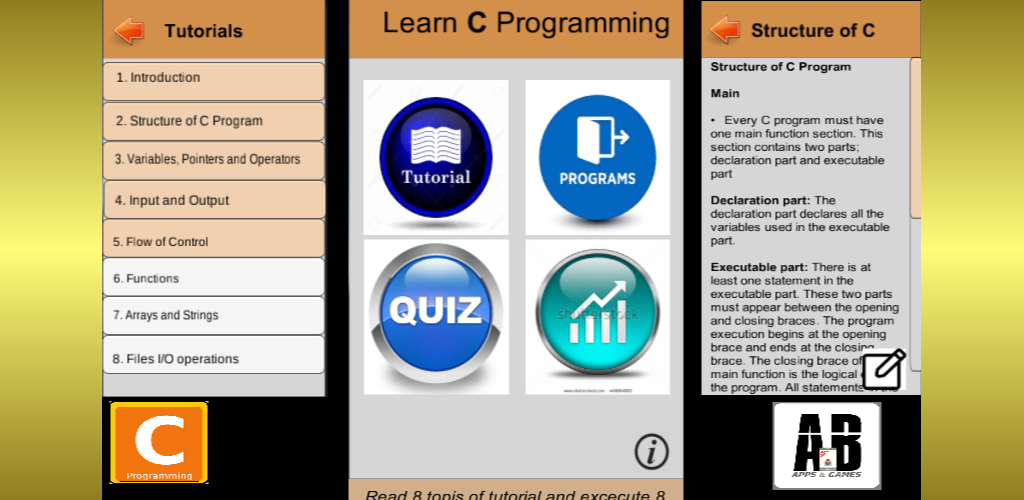 Tutorials
1. Introduction
2. Structure of C Program
3. Variables, Pointers and Operators
4. Input and Output
5. Flow of Control
6. Functions
7. Arrays and Strings
8. Files I/O operations
C
Programming
Learn C Programming
Tutorial
PROGRAMS
QUIZ
shutterstock
i
Read 8 topis of tutorial and excecute 8
Structure of C
Structure of C Program
Main
• Every C program must have
one main function section. This
section contains two parts;
declaration part and executable
part
Declaration part: The
declaration part declares all the
variables used in the executable
part.
Executable part: There is at
least one statement in the
executable part. These two parts
must appear between the opening
and closing braces. The program
execution begins at the opening
brace and ends at the closing
brace. The closing brace of
main function is the logical
the program. All statements
AB
APPS & GAMES